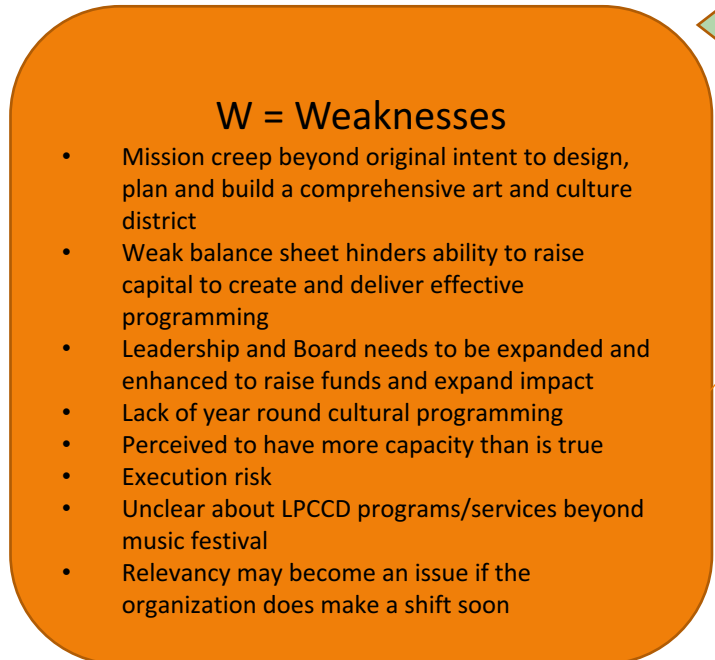 W = Weaknesses
• Mission creep beyond original intent to design,
plan and build a comprehensive art and culture
district
• Weak balance sheet hinders ability to raise
capital to create and deliver effective
programming
• Leadership and Board needs to be expanded and
enhanced to raise funds and expand impact
• Lack of year round cultural programming
• Perceived to have more capacity than is true
• Execution risk
• Unclear about LPCCD programs/services beyond
music festival
• Relevancy may become an issue if the
organization does make a shift soon